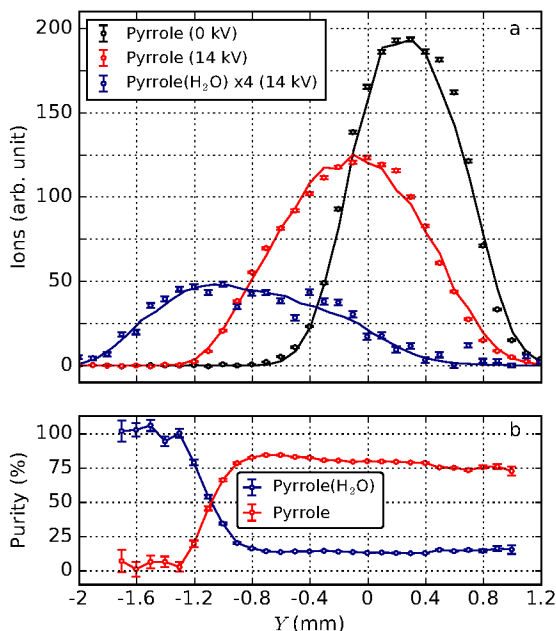 a
Pyrrole (0 kV)
Pyrrole (14 kV)
Pyrrole(H₂O) x4 (14 kV)
Ions (arb. unit)
200
150
100
50
0
b
Pyrrole(H₂O)
Pyrrole
Purity (%)
100
75
50
25
0
-2 -1.6 -1.2 -0.8 -0.4 0 0.4 0.8 1.2
Y (mm)